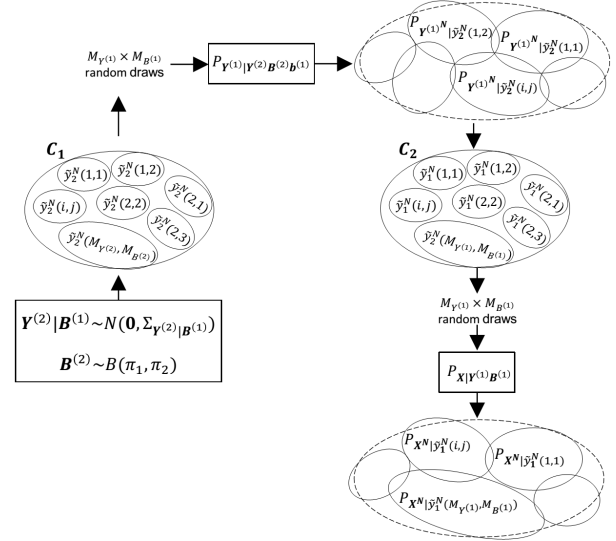 M_{Y^{(1)}} × M_{B^{(1)}}
random draws
P_{Y^{(1)}|Y^{(2)}B^{(2)}b^{(1)}}
P_{Y^{(1)^N}|ỹ_2^N(1,2)}
P_{Y^{(1)^N}|ỹ_2^N(1,1)}
P_{Y^{(1)^N}|ỹ_2^N(i,j)}
C_1
ỹ_2^N(1,1)
ỹ_2^N(1,2)
ỹ_2^N(2,1)
ỹ_2^N(i,j)
ỹ_2^N(2,2)
ỹ_2^N(2,3)
ỹ_2^N(M_{Y^{(2)}}, M_{B^{(2)}})
Y^{(2)}|B^{(1)}~N(0, Σ_{Y^{(2)}|B^{(1)}})
B^{(2)}~B(π_1, π_2)
C_2
ỹ_1^N(1,1)
ỹ_1^N(1,2)
ỹ_1^N(2,1)
ỹ_1^N(i,j)
ỹ_1^N(2,2)
ỹ_1^N(2,3)
ỹ_2^N(M_{Y^{(1)}}, M_{B^{(1)}})
M_{Y^{(1)}} × M_{B^{(1)}}
random draws
P_{X|Y^{(1)}B^{(1)}}
P_{X^N|ỹ_1^N(i,j)}
P_{X^N|ỹ_1^N(1,1)}
P_{X^N|ỹ_1^N(M_{Y^{(1)}},M_{B^{(1)}})}